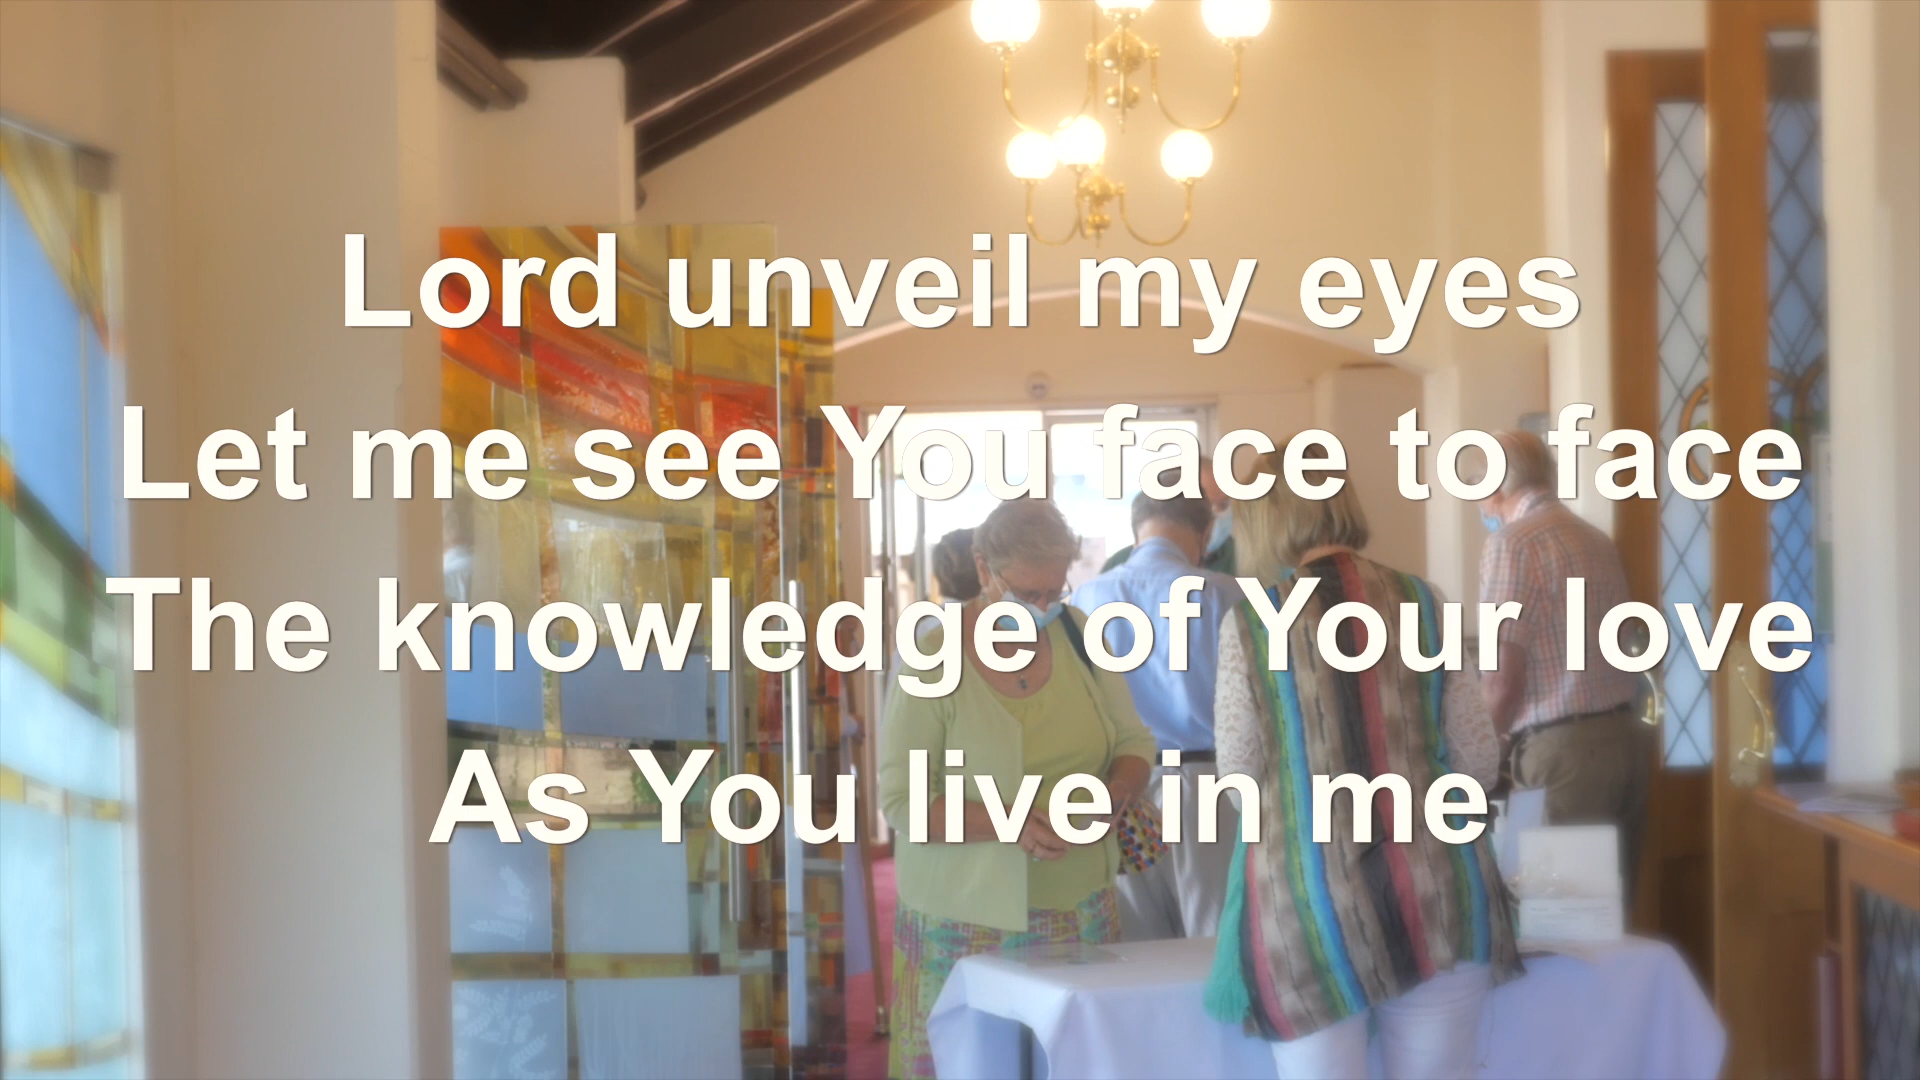 Lord unveil my eyes
Let me see You face to face
The knowledge of Your love
As You live in me